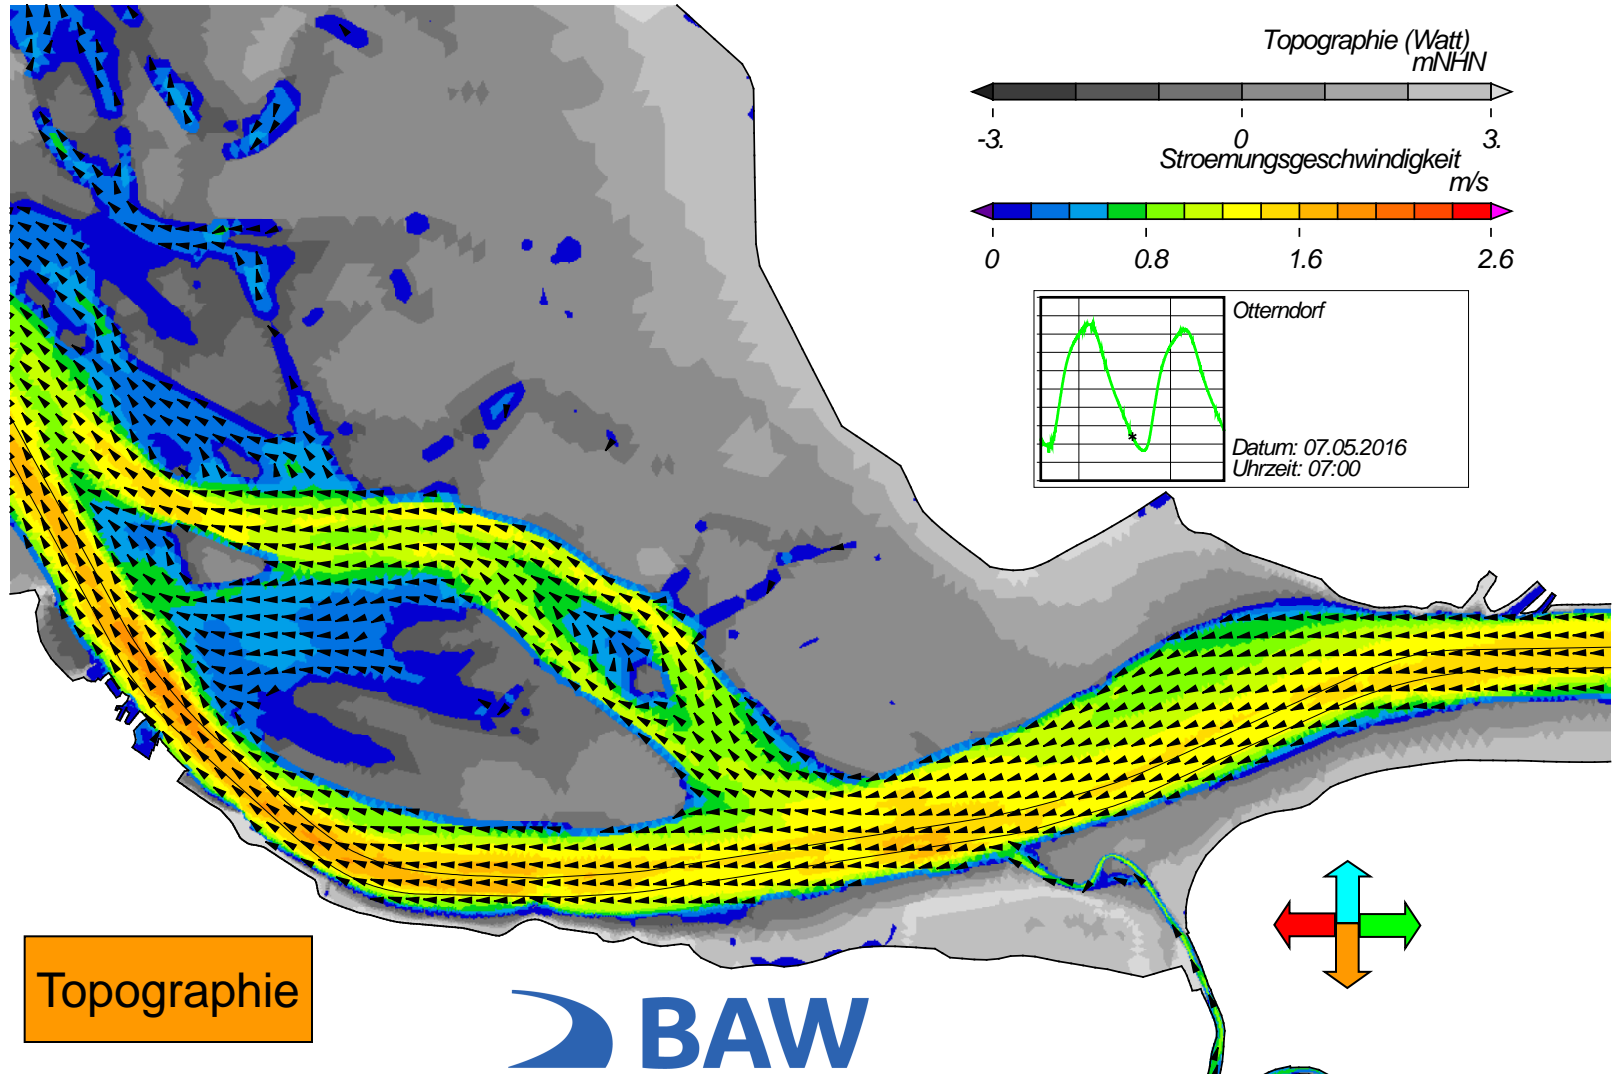 Topographie (Watt)
mNHN
-3. 0 3.
Stroemungsgeschwindigkeit
m/s
0 0.8 1.6 2.6
Otterndorf
Datum: 07.05.2016
Uhrzeit: 07:00
Topographie
BAW